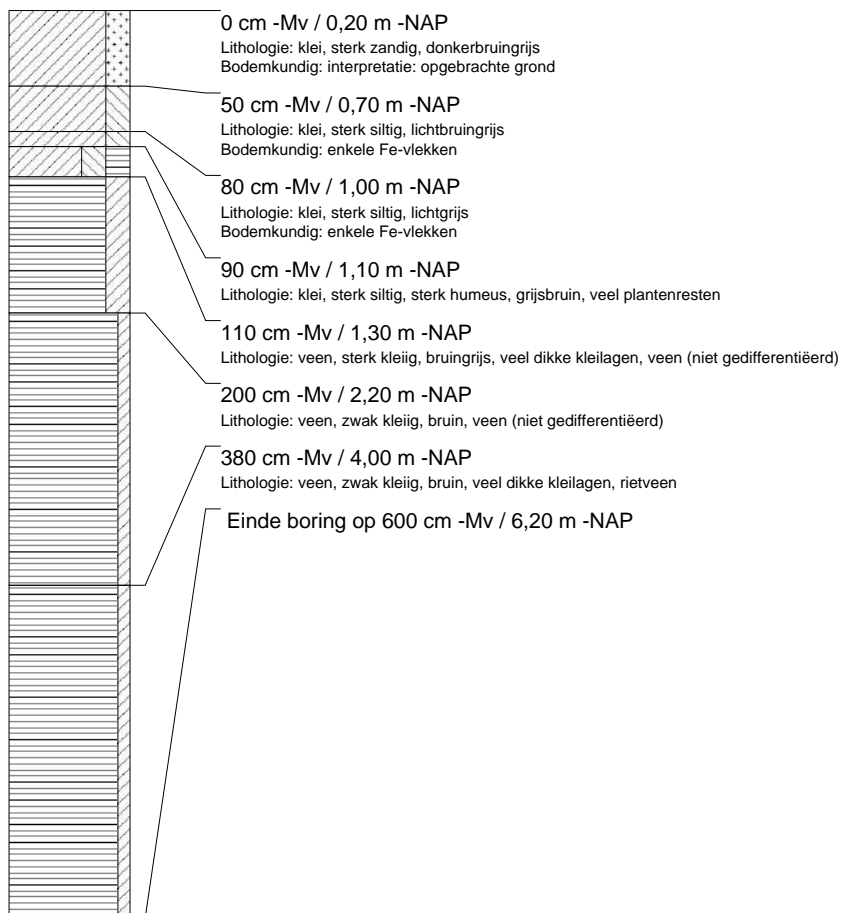 0 cm -Mv / 0,20 m -NAP
Lithologie: klei, sterk zandig, donkerbruingrijs
Bodemkundig: interpretatie: opgebrachte grond
50 cm -Mv / 0,70 m -NAP
Lithologie: klei, sterk siltig, lichtbruingrijs
Bodemkundig: enkele Fe-vlekken
80 cm -Mv / 1,00 m -NAP
Lithologie: klei, sterk siltig, lichtgrijs
Bodemkundig: enkele Fe-vlekken
90 cm -Mv / 1,10 m -NAP
Lithologie: klei, sterk siltig, sterk humeus, grijsbruin, veel plantenresten
110 cm -Mv / 1,30 m -NAP
Lithologie: veen, sterk kleiig, bruingrijs, veel dikke kleilagen, veen (niet gedifferentiëerd)
200 cm -Mv / 2,20 m -NAP
Lithologie: veen, zwak kleiig, bruin, veen (niet gedifferentiëerd)
380 cm -Mv / 4,00 m -NAP
Lithologie: veen, zwak kleiig, bruin, veel dikke kleilagen, rietveen
Einde boring op 600 cm -Mv / 6,20 m -NAP